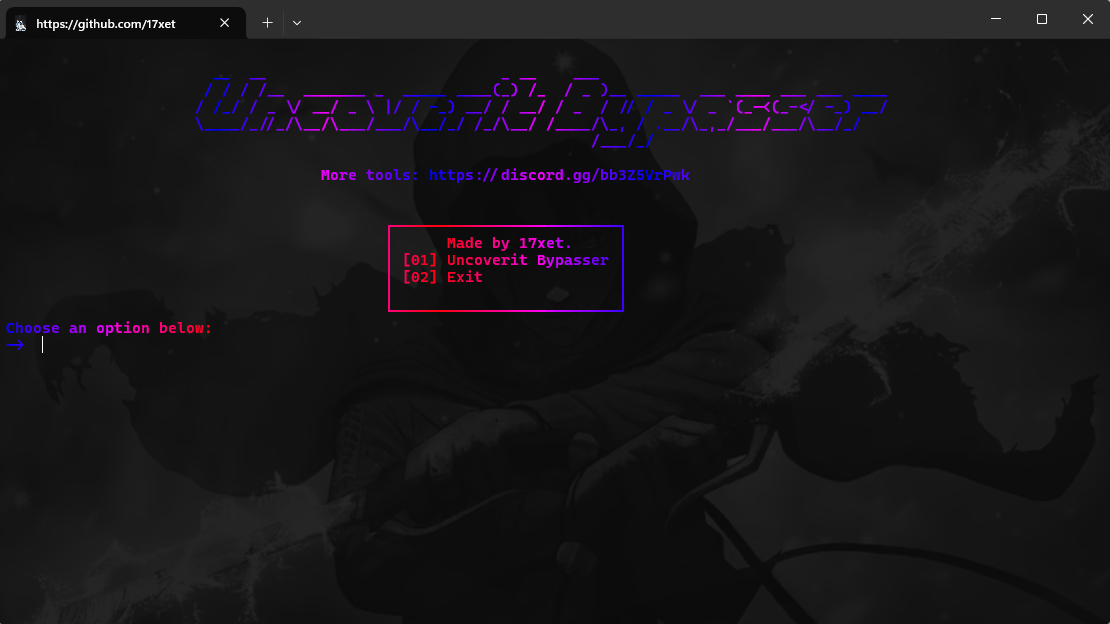 https://github.com/17xet
Uncoverit Bypasser
More tools: https://discord.gg/bb3Z5VrPwk
Made by 17xet.
[01] Uncoverit Bypasser
[02] Exit
Choose an option below:
->